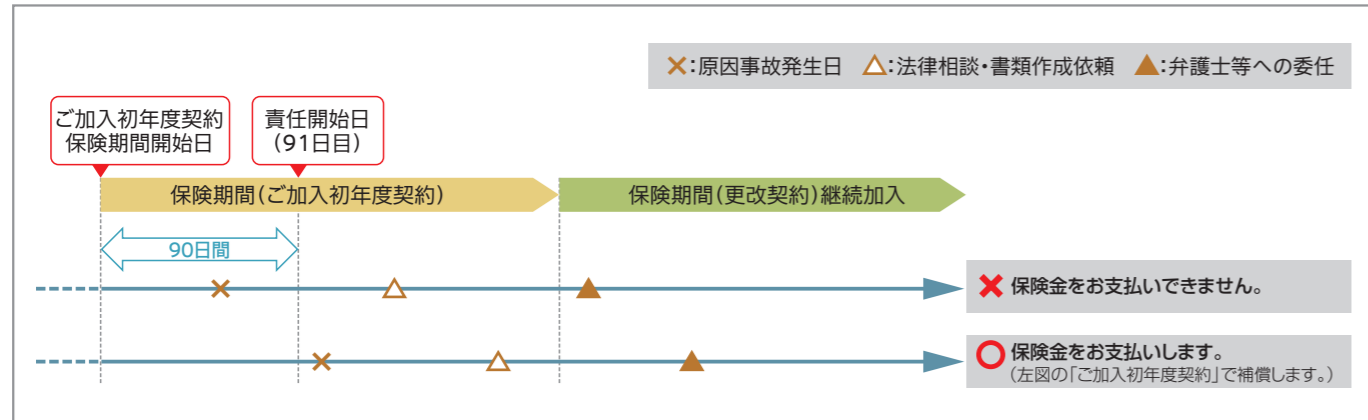 ×:原因事故発生日 △:法律相談・書類作成依頼 ▲:弁護士等への委任
ご加入初年度契約
保険期間開始日
責任開始日
(91日目)
保険期間(ご加入初年度契約)
保険期間(更改契約)継続加入
90日間
保険金をお支払いできません。
保険金をお支払いします。
(左図の「ご加入初年度契約」で補償します。)